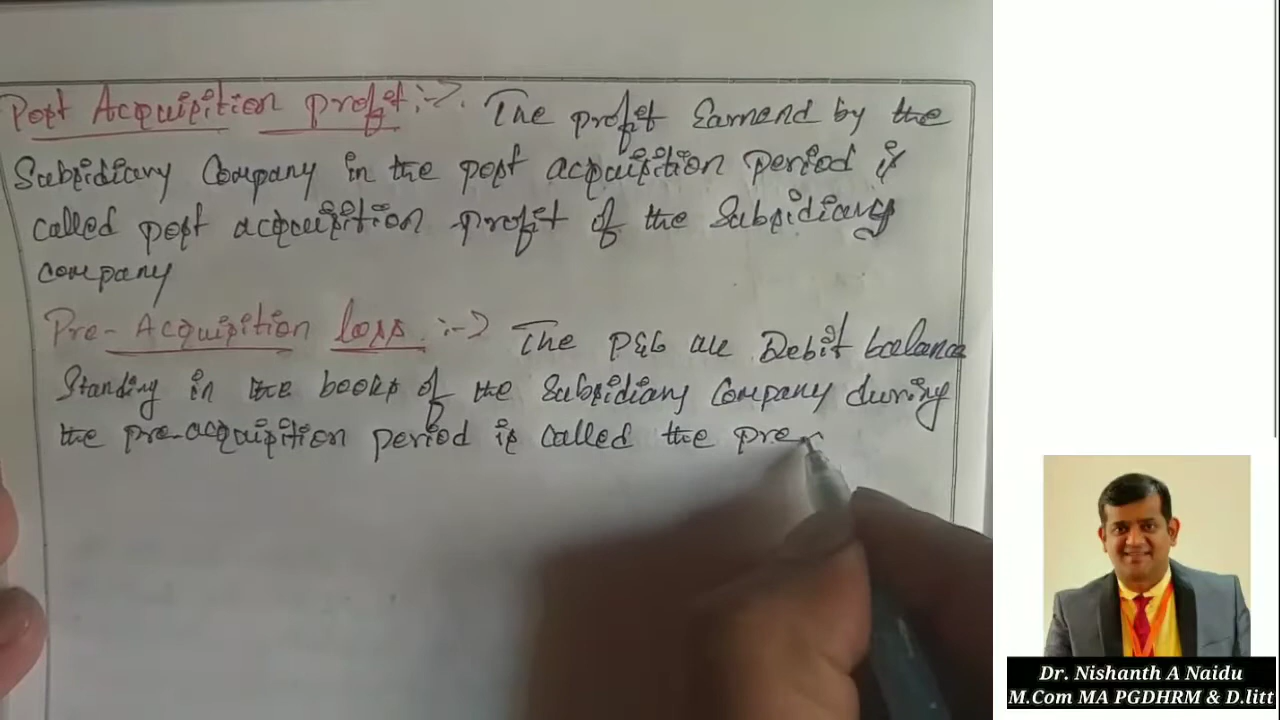 Post Acquisition profit :->. The profit Earnend by the
Subsidiary Company in the post acquisition period is
called post acquisition profit of the Subsidiary
company
Pre-Acquisition loss :-> The P&L a/c Debit balance
Standing in the books of the Subsidiary Company during
the pre-acquisition period is called the pre-
Dr. Nishanth A Naidu
M.Com MA PGDHRM & D.litt